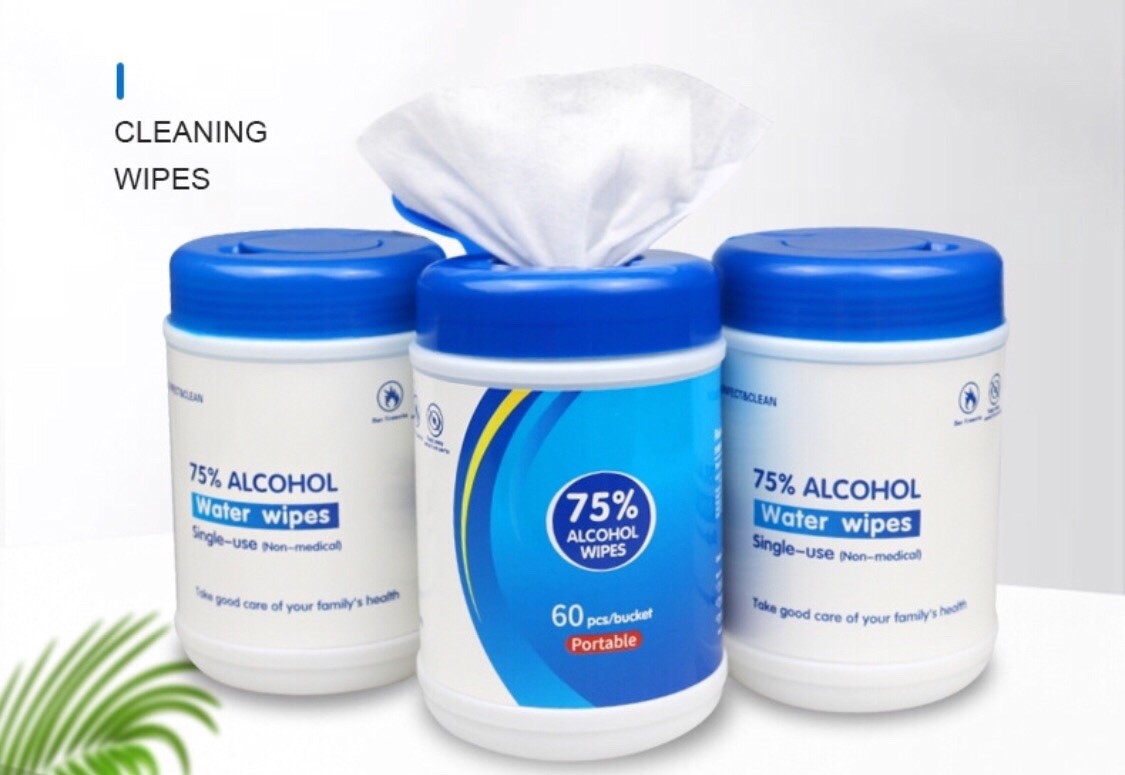 CLEANING
WIPES
75% ALCOHOL
Water wipes
Single-use (Non-medical)
Take good care of your family's health
75%
ALCOHOL
WIPES
60 pcs/bucket
Portable
75% ALCOHOL
Water wipes
Single-use (Non-medical)
Take good care of your family's health